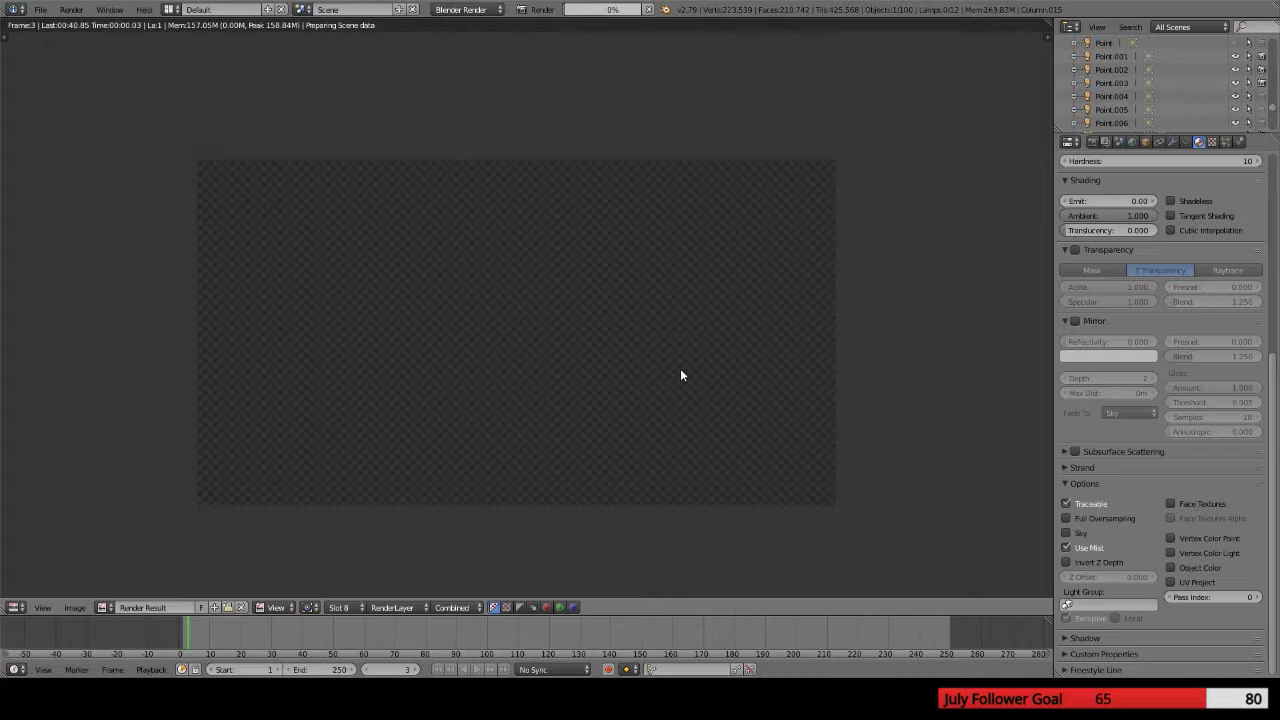 File Render Window Help Default Scene Blender Render Render 0% v2.79 | Verts:223,539 | Faces:210,742 | Tris:425,568 | Objects:1/100 | Lamps:0/12 | Mem:263.82M | Column.015
Frame:3 | Last:00:40.85 Time:00:00.03 | La:1 | Mem:157.05M (0.00M, Peak 158.84M) | Preparing Scene data
View Search All Scenes
Point
Point.001
Point.002
Point.003
Point.004
Point.005
Point.006
Hardness: 10
Shading
Emit: 0.00 Shadeless
Ambient: 1.000 Tangent Shading
Translucency: 0.000 Cubic Interpolation
Transparency
Mask Z Transparency Raytrace
Alpha: 1.000 Fresnel: 0.000
Specular: 1.000 Blend: 1.250
Mirror
Reflectivity: 0.000 Fresnel: 0.000
Blend: 1.250
Gloss:
Depth: 2 Amount: 1.000
Max Dist: 0m Threshold: 0.005
Fade To: Sky Samples: 18
Anisotropic: 0.000
Subsurface Scattering
Strand
Options
Traceable Face Textures
Full Oversampling Face Textures Alpha
Sky Vertex Color Paint
Use Mist Vertex Color Light
Invert Z Depth Object Color
Z Offset: 0.000 UV Project
Light Group: Pass Index: 0
Exclusive Local
Shadow
Custom Properties
Freestyle Line
View Image Render Result F View Slot 8 RenderLayer Combined
-50 -40 -30 -20 -10 0 10 20 30 40 50 60 70 80 90 100 110 120 130 140 150 160 170 180 190 200 210 220 230 240 250 260 270 280
View Marker Frame Playback Start: 1 End: 250 3 No Sync
July Follower Goal 65 80